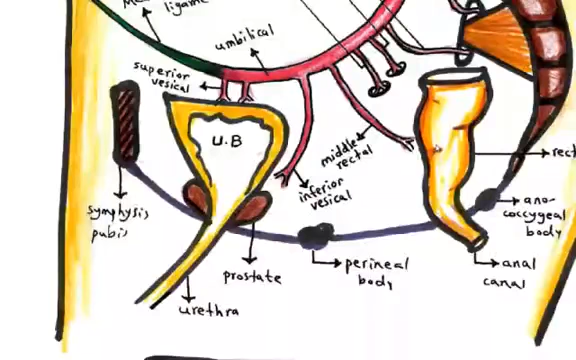 ligame
umbilical
superior
vesical
U.B
middle
rectal
inferior
vesical
rect
symphysis
pubis
ano-
coccygeal
body
prostate
perineal
body
anal
canal
urethra